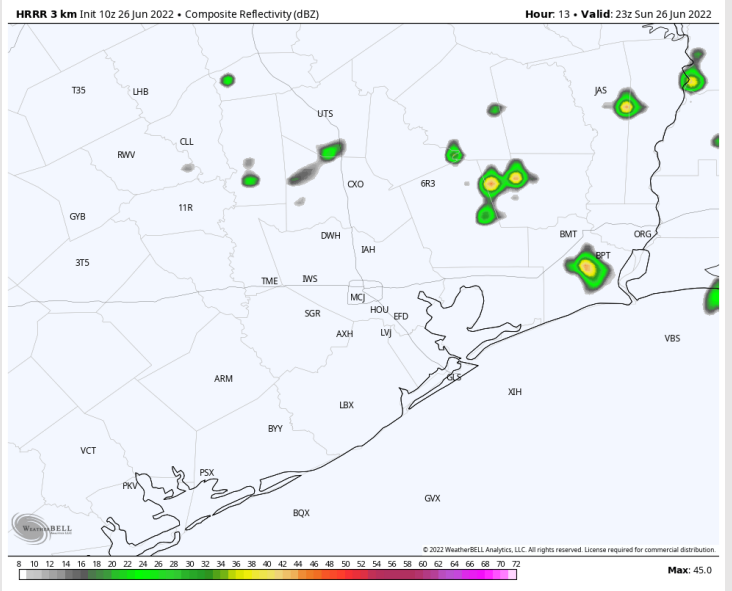 HRRR 3 km Init 10z 26 Jun 2022 • Composite Reflectivity (dBZ) Hour: 13 • Valid: 23z Sun 26 Jun 2022
T35 LHB JAS
UTS
CLL
RWV
CXO 6R3
11R
GYB
DWH BMT ORG
IAH
BPT
3T5
TME IWS
MCJ
SGR HOU EFD
AXH LVJ
VBS
ARM GLS
XIH
LBX
BYY
VCT
PSX
PKV
GVX
BQX
WEATHERBELL
© 2022 WeatherBELL Analytics, LLC. All rights reserved. License required for commercial distribution.
8 10 12 14 16 18 20 22 24 26 28 30 32 34 36 38 40 42 44 46 48 50 52 54 56 58 60 62 64 66 68 70 72 Max: 45.0